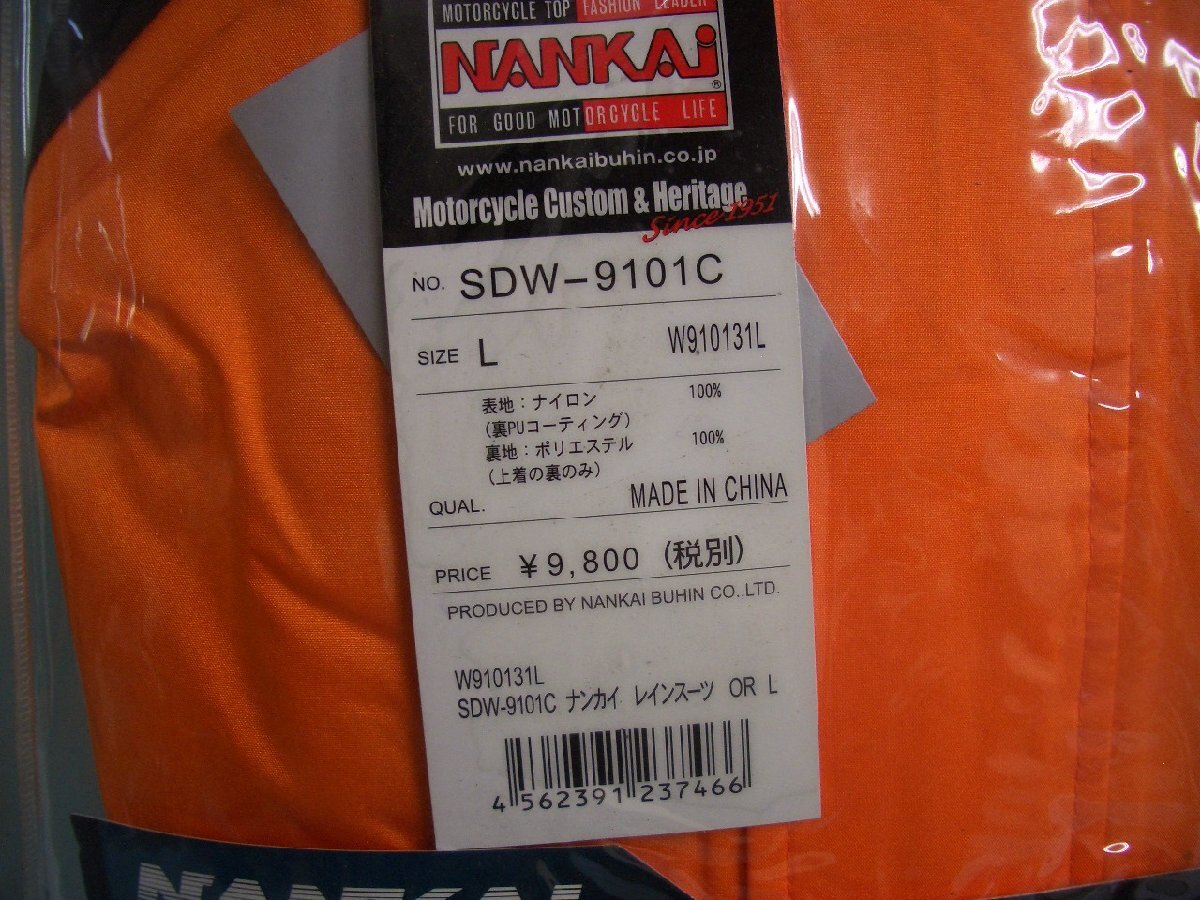 MOTORCYCLE TOP FASHION LEADER
NANKAi
®
FOR GOOD MOTORCYCLE LIFE
www.nankaibuhin.co.jp
Motorcycle Custom & Heritage
Since 1951
NO. SDW-9101C
SIZE L W910131L
表地：ナイロン 100%
(裏PUコーティング)
裏地：ポリエステル 100%
(上着の裏のみ)
QUAL. MADE IN CHINA
PRICE ¥9,800 (税別)
PRODUCED BY NANKAI BUHIN CO.,LTD.
W910131L
SDW-9101C ナンカイ レインスーツ OR L
4 562391 237466
NANKAi